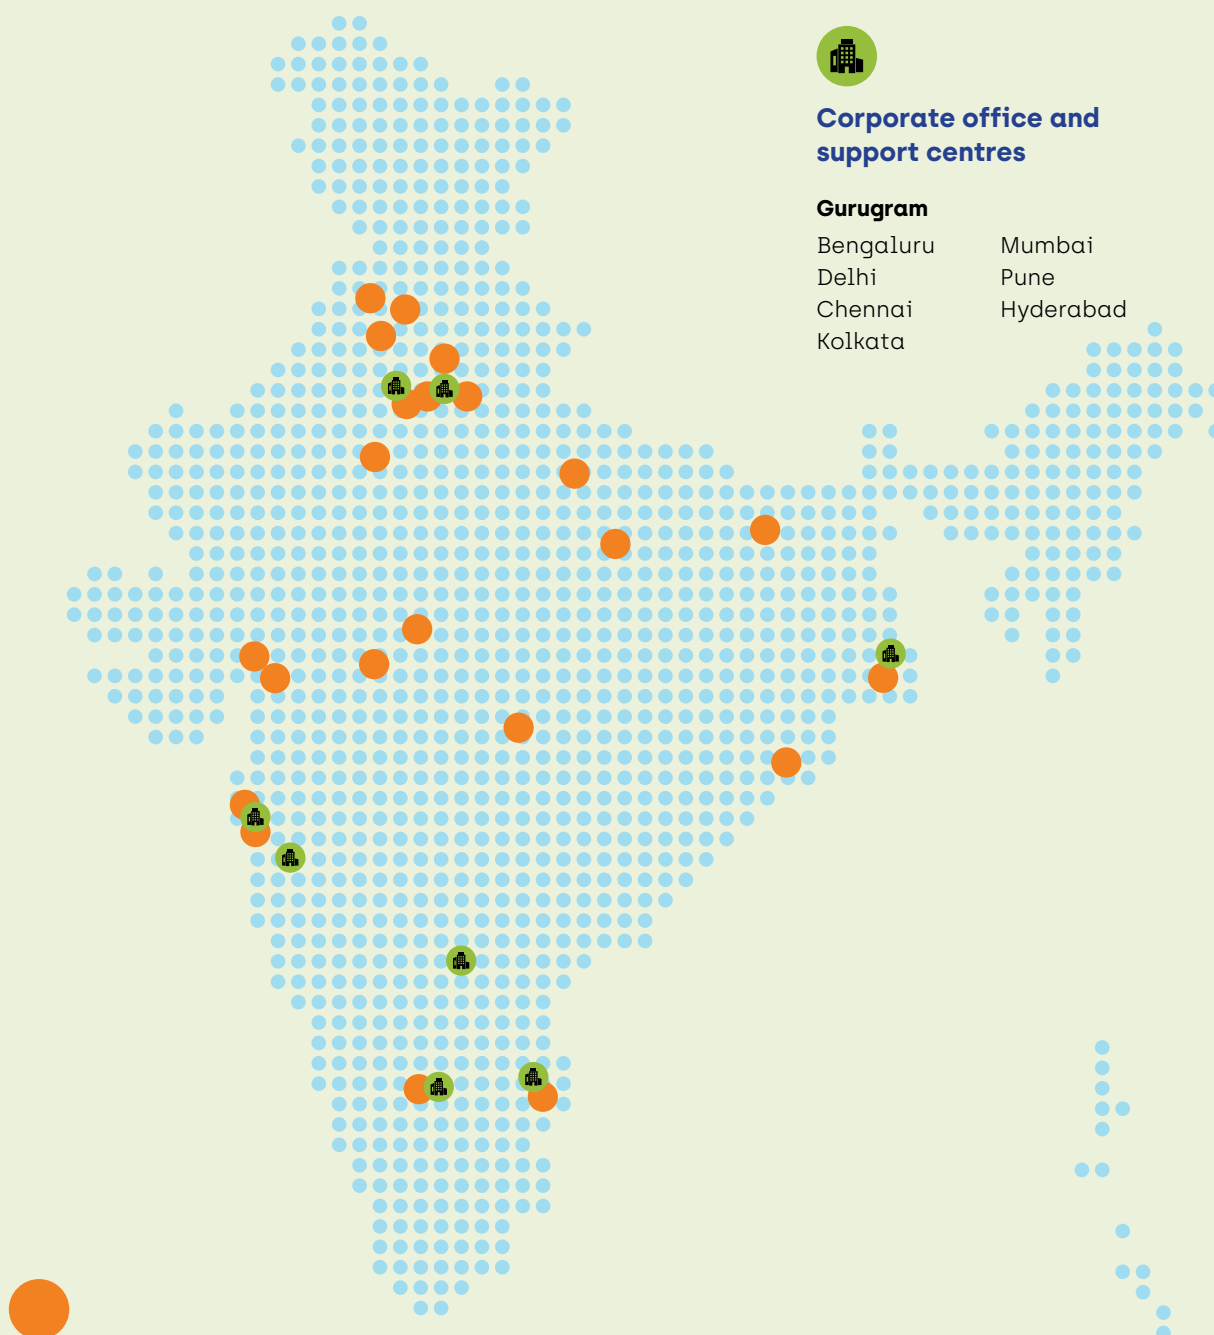 Corporate office and
support centres
Gurugram
Bengaluru
Delhi
Chennai
Kolkata
Mumbai
Pune
Hyderabad